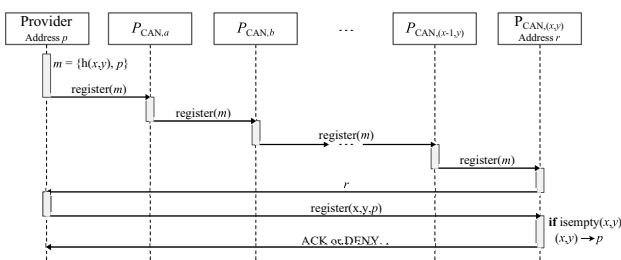 Provider
Address p
P_CAN,a
P_CAN,b
...
P_CAN,(x-1,y)
P_CAN,(x,y)
Address r
m = {h(x,y), p}
register(m)
register(m)
register(m)
...
register(m)
r
register(x,y,p)
if isempty(x,y)
(x,y) → p
ACK or DENY